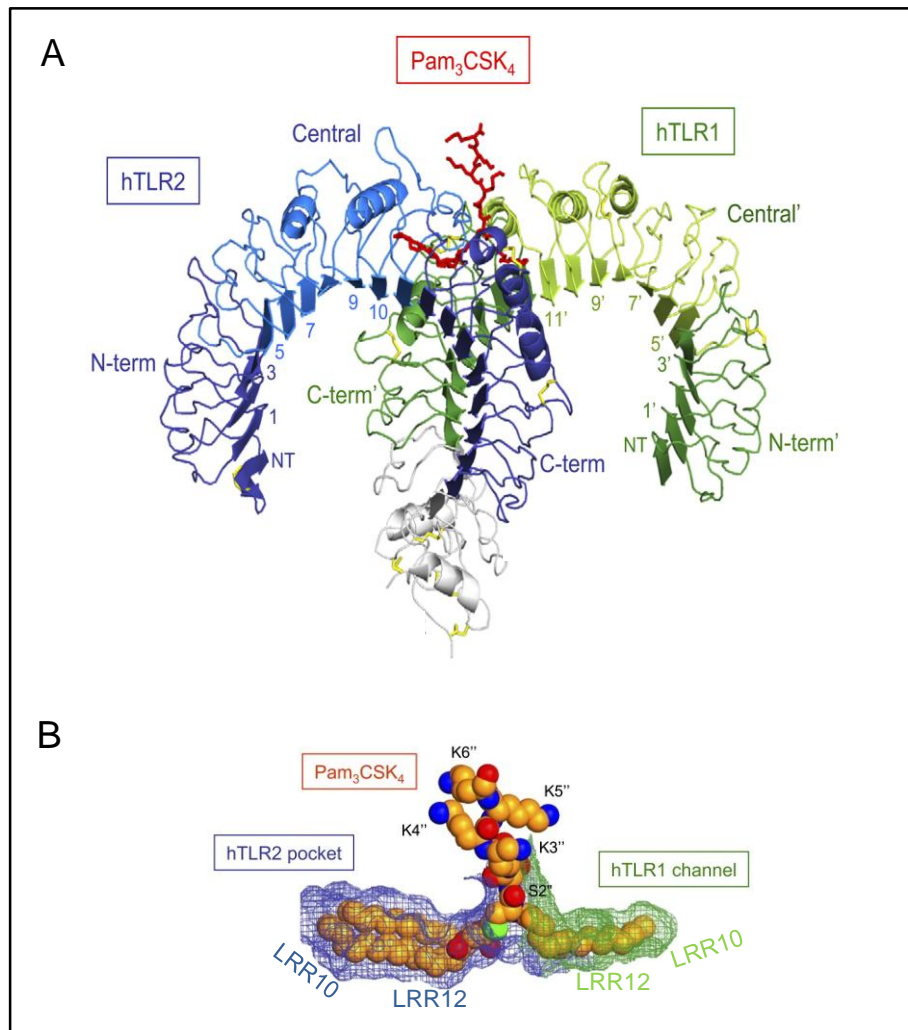 A
Pam₃CSK₄
hTLR2
Central
hTLR1
Central’
N-term
3
5
7
9
10
11’
9’
7’
5’
3’
1
1’
NT
NT
C-term’
C-term
N-term’
B
K6’’
Pam₃CSK₄
K5’’
K4’’
K3’’
hTLR2 pocket
hTLR1 channel
S2’’
LRR10
LRR12
LRR12
LRR10